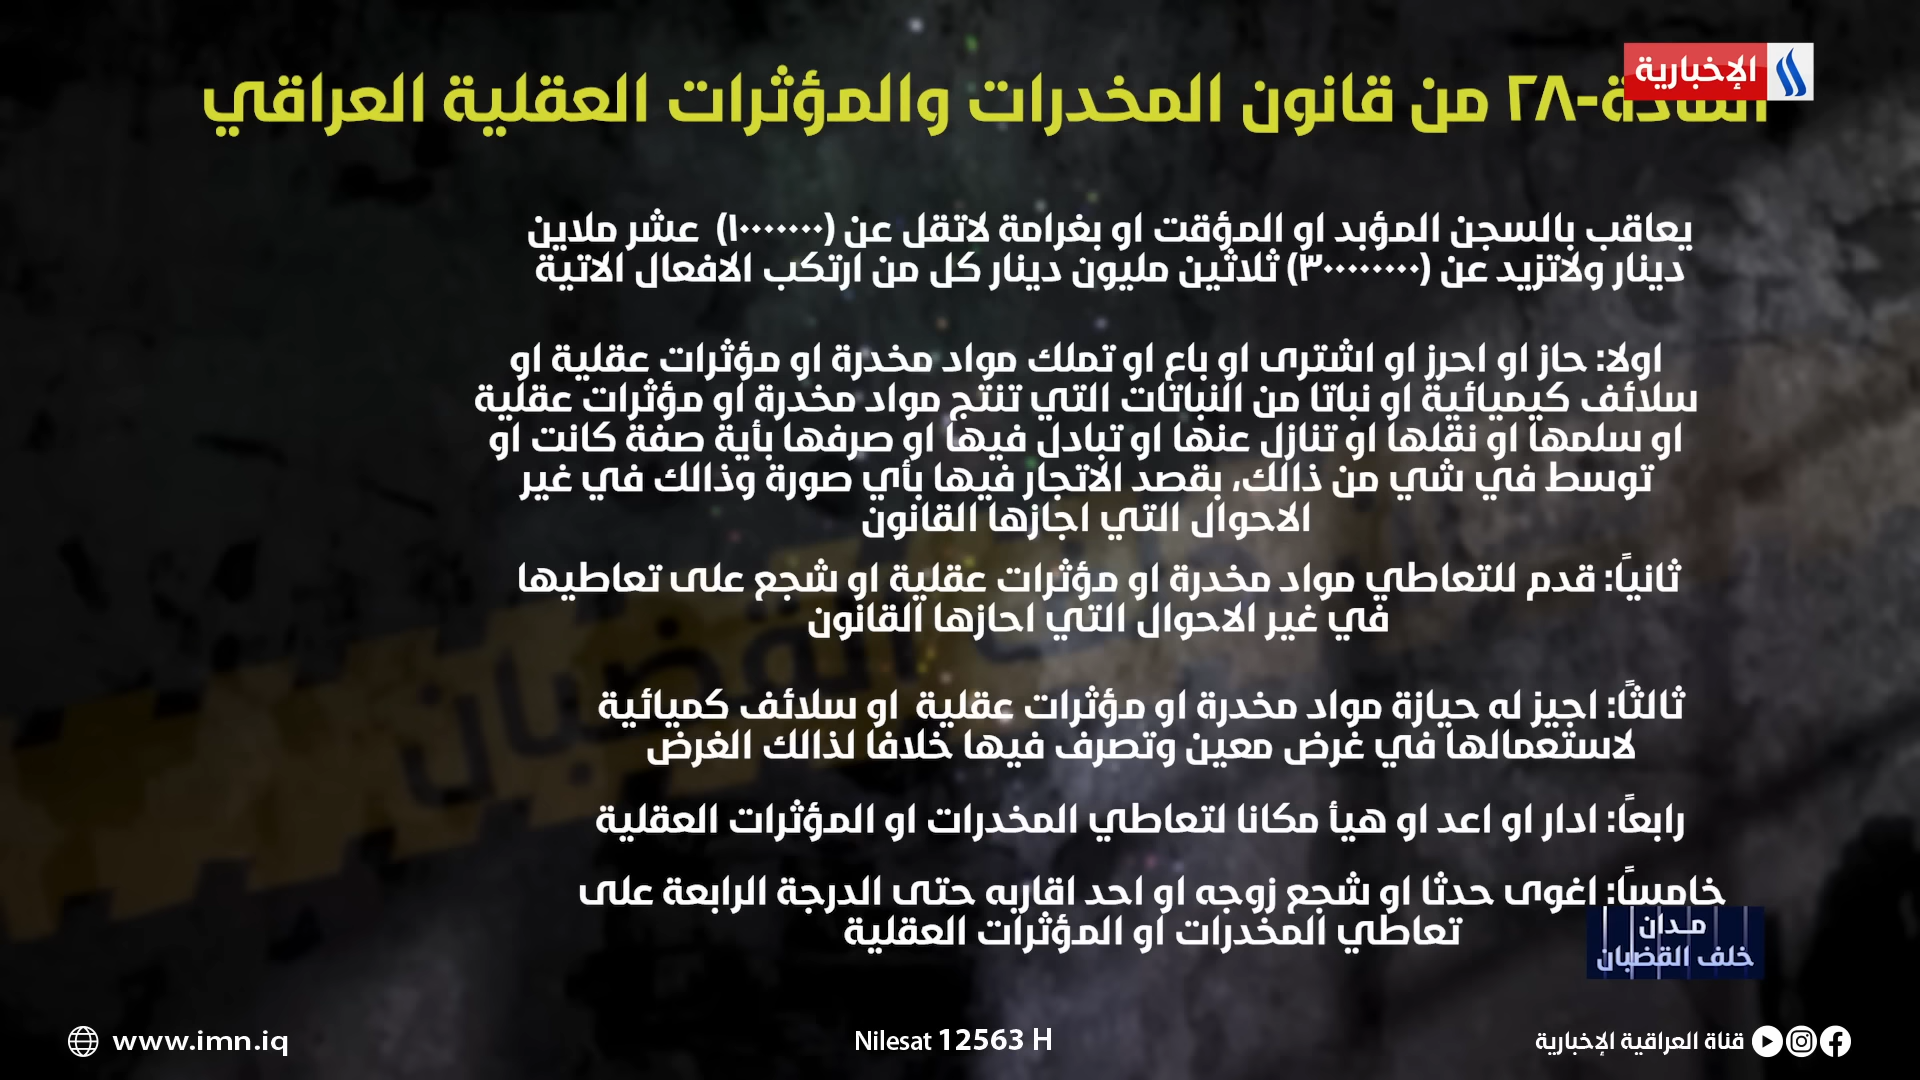 الإخبارية
المادة-٢٨ من قانون المخدرات والمؤثرات العقلية العراقي
يعاقب بالسجن المؤبد او المؤقت او بغرامة لاتقل عن (١٠٠٠٠٠٠٠) عشر ملاين
دينار ولاتزيد عن (٣٠٠٠٠٠٠٠٠) ثلاثين مليون دينار كل من ارتكب الافعال الاتية
اولا: حاز او احرز او اشترى او باع او تملك مواد مخدرة او مؤثرات عقلية او
سلائف كيميائية او نباتا من النباتات التي تنتج مواد مخدرة او مؤثرات عقلية
او سلمها او نقلها او تنازل عنها او تبادل فيها او صرفها بأية صفة كانت او
توسط في شي من ذالك، بقصد الاتجار فيها بأي صورة وذالك في غير
الاحوال التي اجازها القانون
ثانياً: قدم للتعاطي مواد مخدرة او مؤثرات عقلية او شجع على تعاطيها
في غير الاحوال التي احازها القانون
ثالثًا: اجيز له حيازة مواد مخدرة او مؤثرات عقلية او سلائف كميائية
لاستعمالها في غرض معين وتصرف فيها خلافا لذالك الغرض
رابعًا: ادار او اعد او هيأ مكانا لتعاطي المخدرات او المؤثرات العقلية
خامسًا: اغوى حدثا او شجع زوجه او احد اقاربه حتى الدرجة الرابعة على
تعاطي المخدرات او المؤثرات العقلية
مـدان
خلف القضبان
القضبان
قناة العراقية الإخبارية
Nilesat 12563 H
www.imn.iq